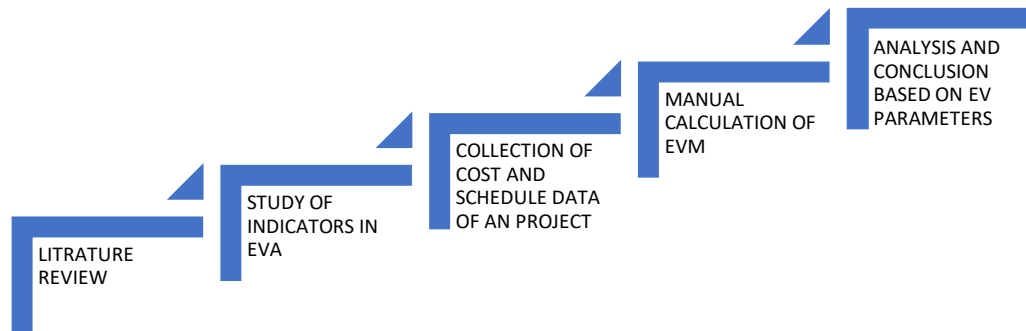 LITRATURE
REVIEW
STUDY OF
INDICATORS IN
EVA
COLLECTION OF
COST AND
SCHEDULE DATA
OF AN PROJECT
MANUAL
CALCULATION OF
EVM
ANALYSIS AND
CONCLUSION
BASED ON EV
PARAMETERS